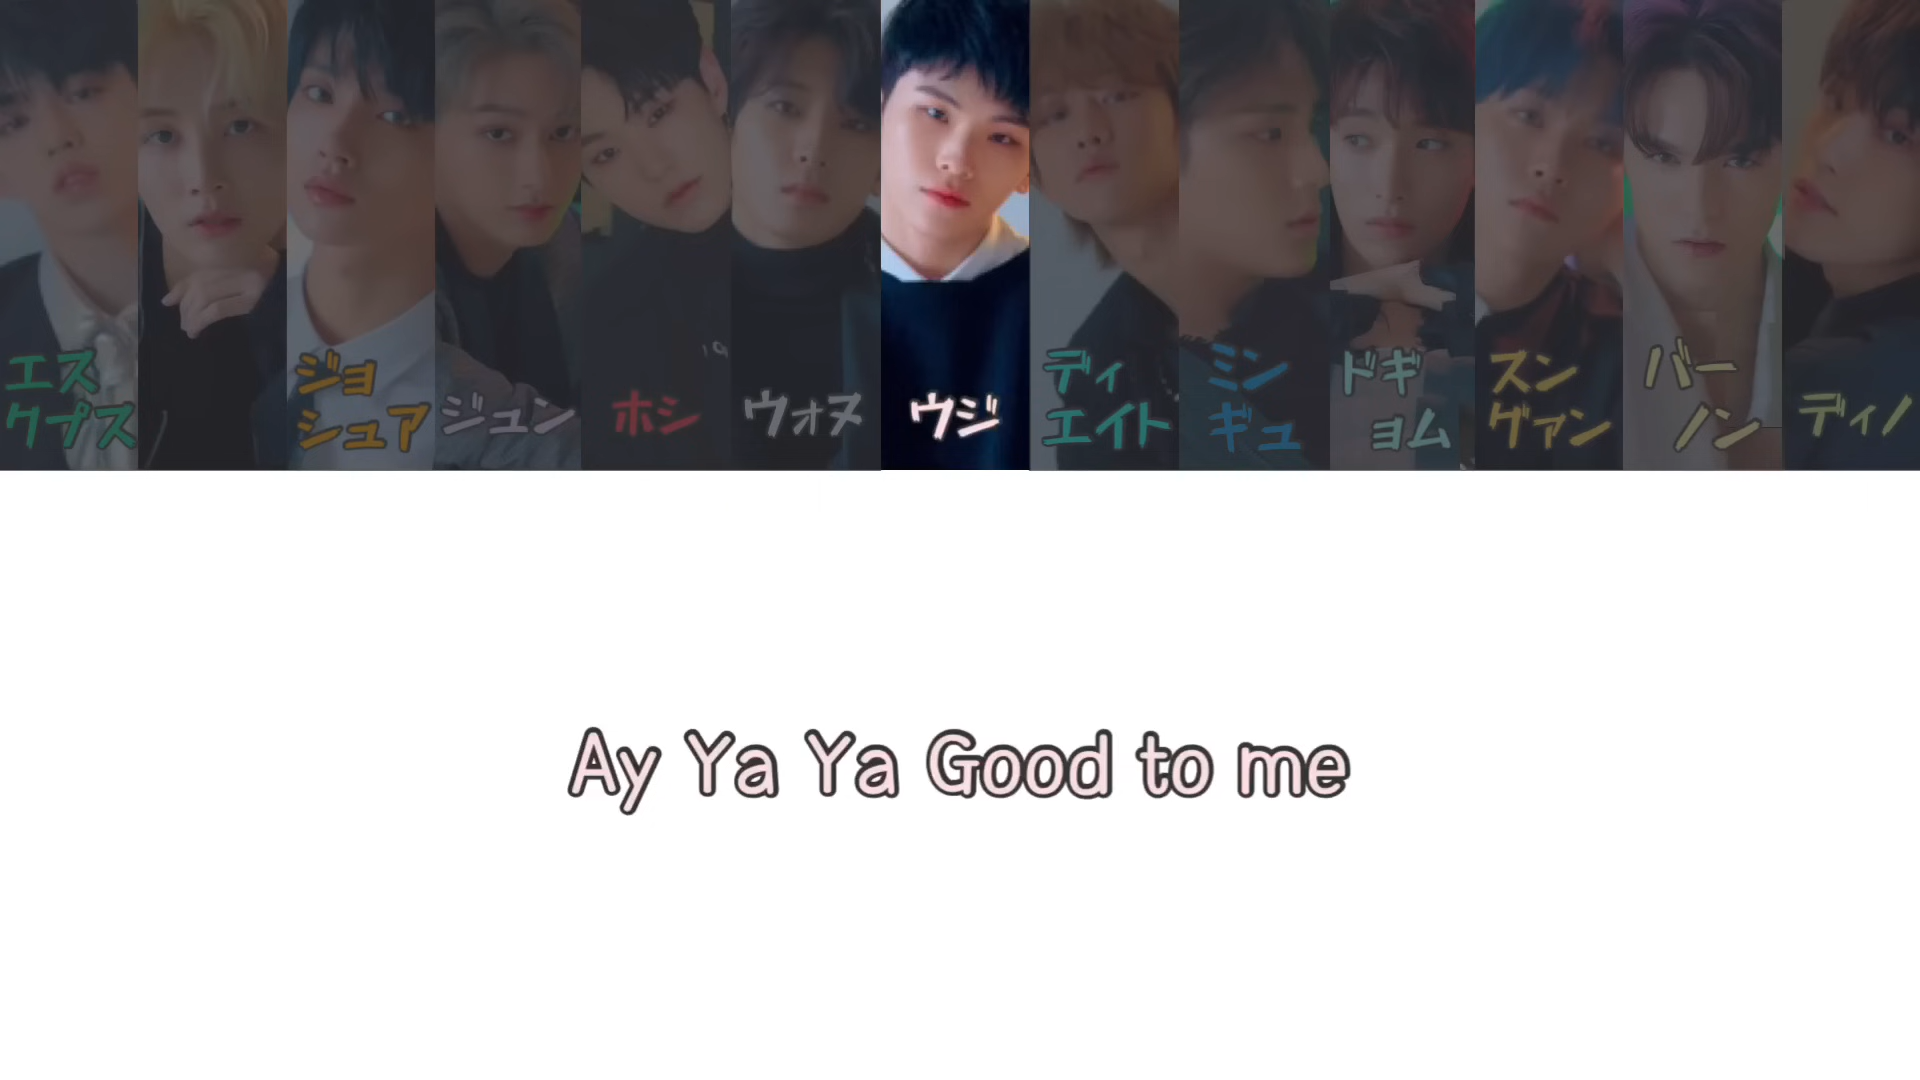 エス
クプス
ジョ
シュア
ジュン
ホシ
ウォヌ
ウジ
ディ
エイト
ミン
ギュ
ドギ
ョム
スン
グァン
バー
ノン
ディノ
Ay Ya Ya Good to me